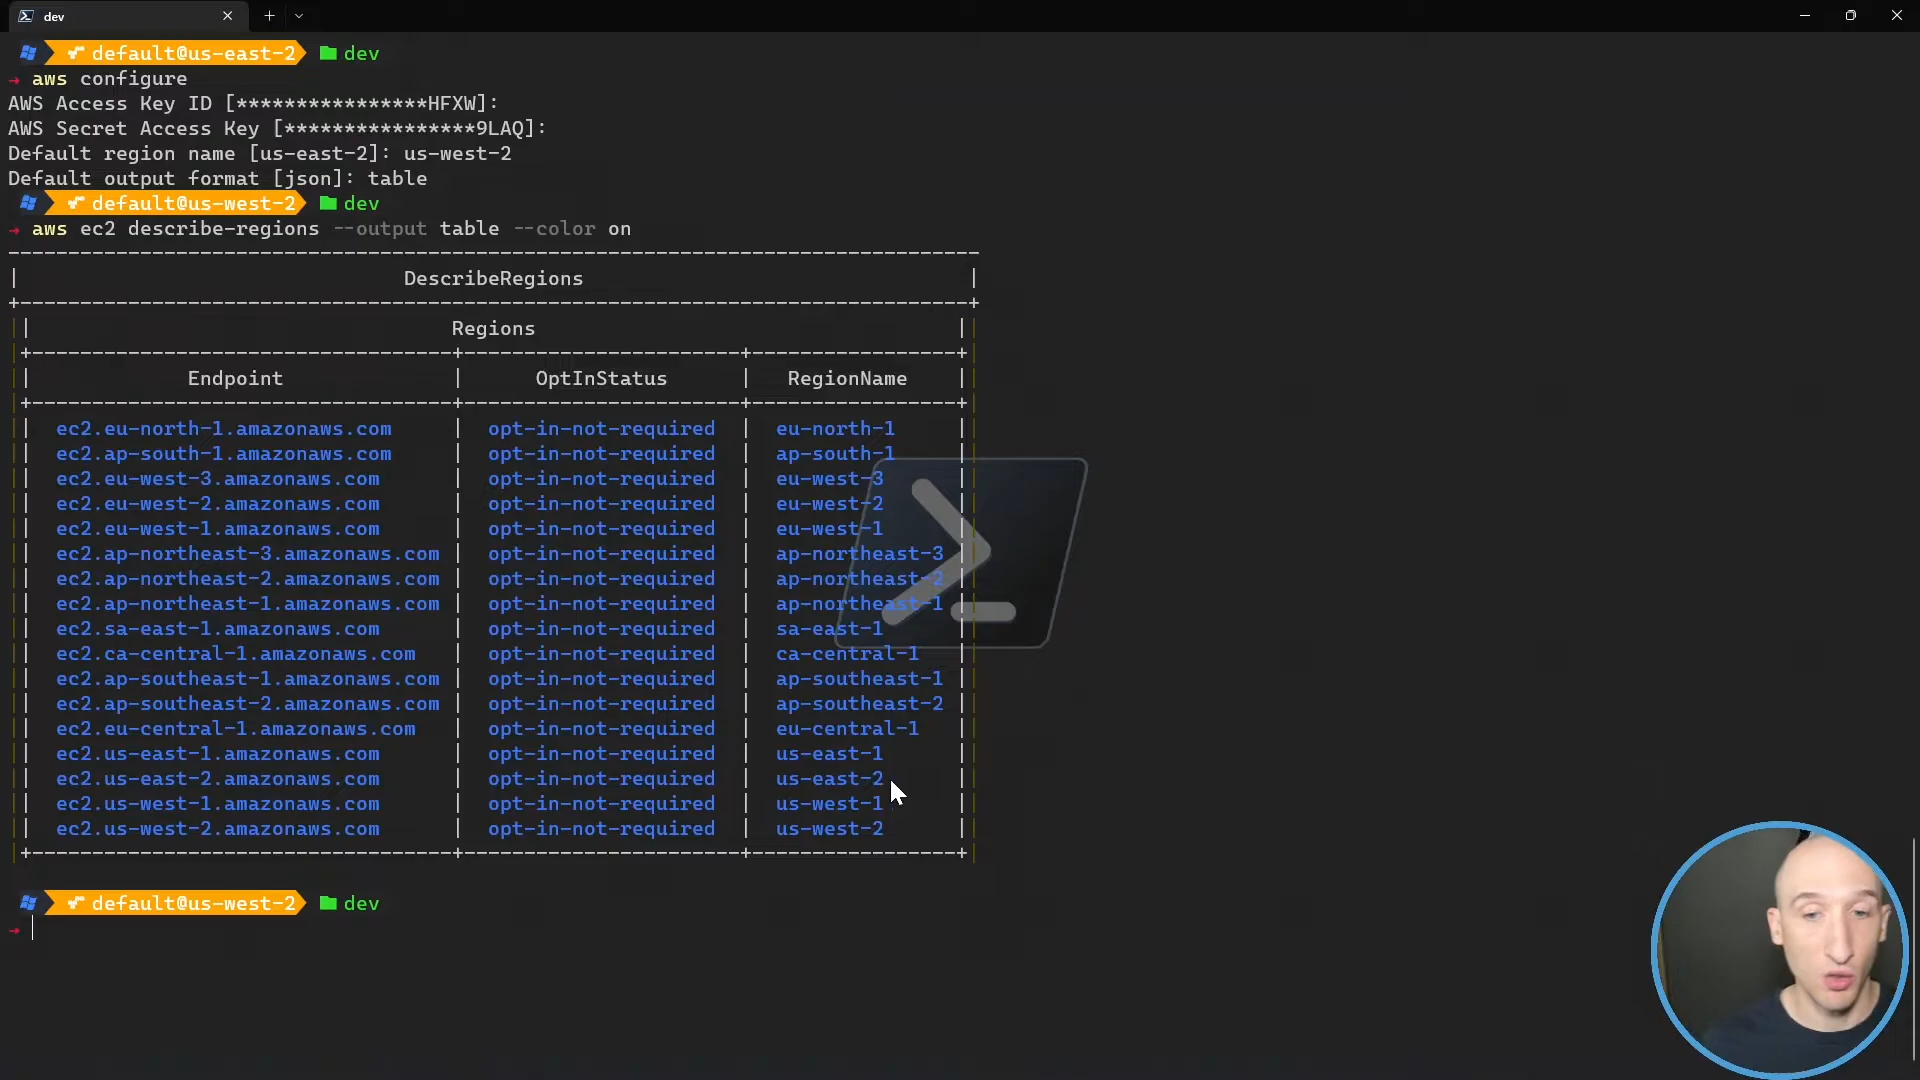 dev
default@us-east-2 dev
→ aws configure
AWS Access Key ID [****************HFXW]:
AWS Secret Access Key [****************9LAQ]:
Default region name [us-east-2]: us-west-2
Default output format [json]: table
default@us-west-2 dev
→ aws ec2 describe-regions --output table --color on
DescribeRegions
Regions
Endpoint | OptInStatus | RegionName
ec2.eu-north-1.amazonaws.com | opt-in-not-required | eu-north-1
ec2.ap-south-1.amazonaws.com | opt-in-not-required | ap-south-1
ec2.eu-west-3.amazonaws.com | opt-in-not-required | eu-west-3
ec2.eu-west-2.amazonaws.com | opt-in-not-required | eu-west-2
ec2.eu-west-1.amazonaws.com | opt-in-not-required | eu-west-1
ec2.ap-northeast-3.amazonaws.com | opt-in-not-required | ap-northeast-3
ec2.ap-northeast-2.amazonaws.com | opt-in-not-required | ap-northeast-2
ec2.ap-northeast-1.amazonaws.com | opt-in-not-required | ap-northeast-1
ec2.sa-east-1.amazonaws.com | opt-in-not-required | sa-east-1
ec2.ca-central-1.amazonaws.com | opt-in-not-required | ca-central-1
ec2.ap-southeast-1.amazonaws.com | opt-in-not-required | ap-southeast-1
ec2.ap-southeast-2.amazonaws.com | opt-in-not-required | ap-southeast-2
ec2.eu-central-1.amazonaws.com | opt-in-not-required | eu-central-1
ec2.us-east-1.amazonaws.com | opt-in-not-required | us-east-1
ec2.us-east-2.amazonaws.com | opt-in-not-required | us-east-2
ec2.us-west-1.amazonaws.com | opt-in-not-required | us-west-1
ec2.us-west-2.amazonaws.com | opt-in-not-required | us-west-2
default@us-west-2 dev
→